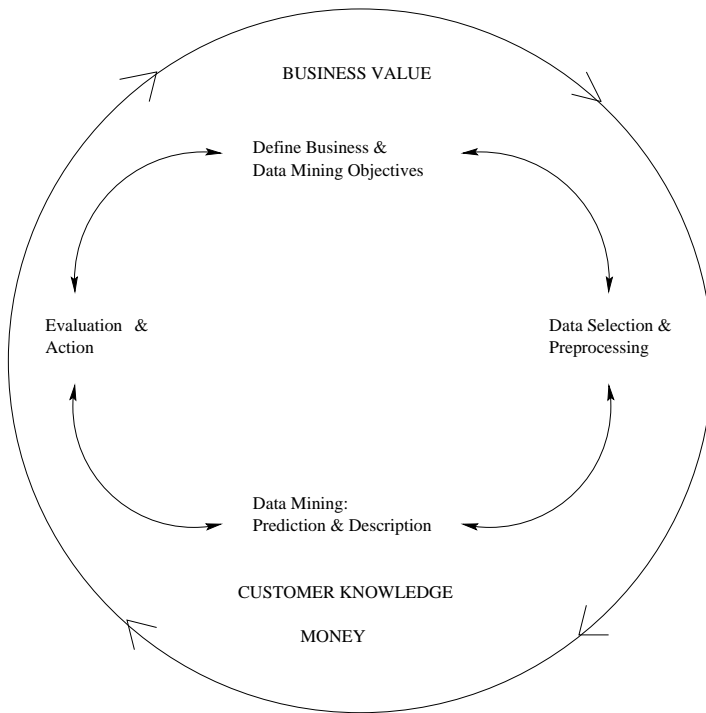 BUSINESS VALUE
Define Business &
Data Mining Objectives
Evaluation &
Action
Data Selection &
Preprocessing
Data Mining:
Prediction & Description
CUSTOMER KNOWLEDGE
MONEY